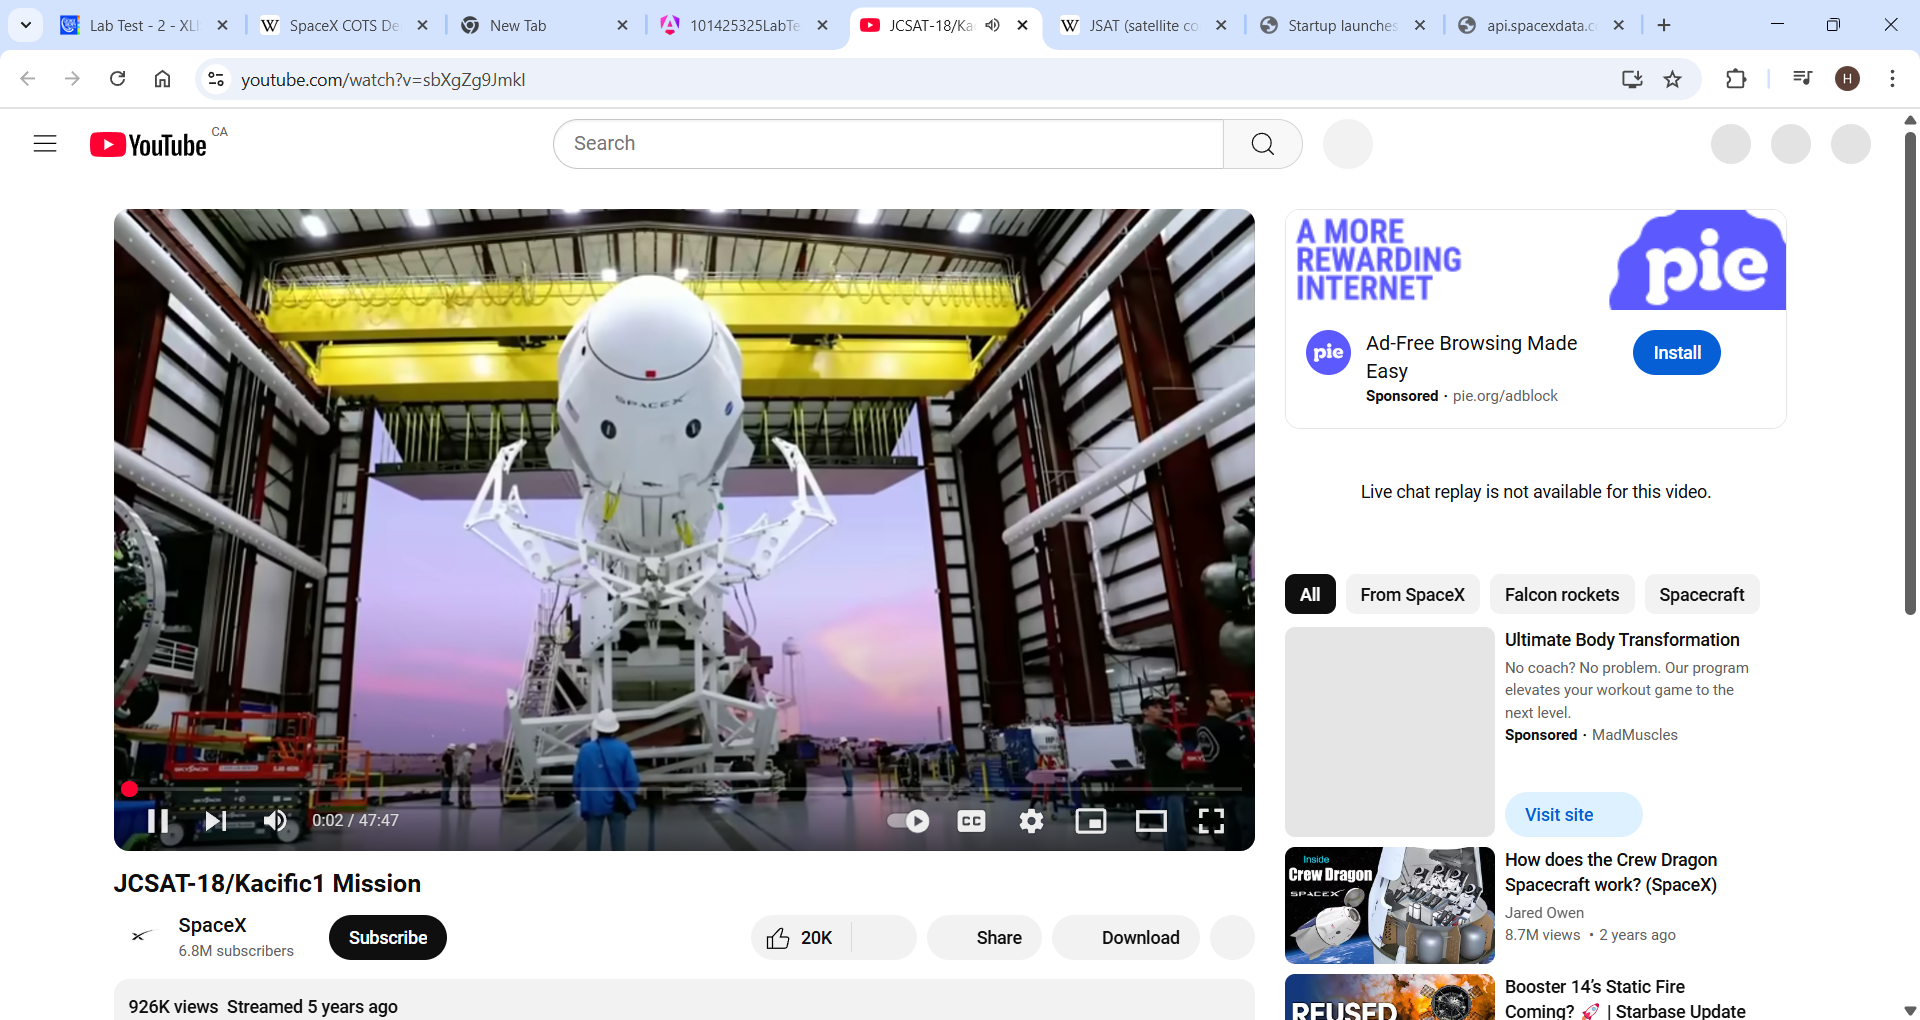 Lab Test - 2 - XLI
SpaceX COTS De
New Tab
101425325LabTe
JCSAT-18/Ka
JSAT (satellite co
Startup launches
api.spacexdata.c
youtube.com/watch?v=sbXgZg9JmkI
H
YouTube CA
Search
A MORE
REWARDING
INTERNET
pie
pie
Ad-Free Browsing Made
Easy
Sponsored · pie.org/adblock
Install
SPACEX
Live chat replay is not available for this video.
All
From SpaceX
Falcon rockets
Spacecraft
Ultimate Body Transformation
No coach? No problem. Our program
elevates your workout game to the
next level.
Sponsored · MadMuscles
Visit site
0:02 / 47:47
CC
JCSAT-18/Kacific1 Mission
SpaceX
6.8M subscribers
Subscribe
20K
Share
Download
926K views Streamed 5 years ago
Inside
Crew Dragon
SPACEX
How does the Crew Dragon
Spacecraft work? (SpaceX)
Jared Owen
8.7M views • 2 years ago
REUSED
Booster 14's Static Fire
Coming? 🚀 | Starbase Update